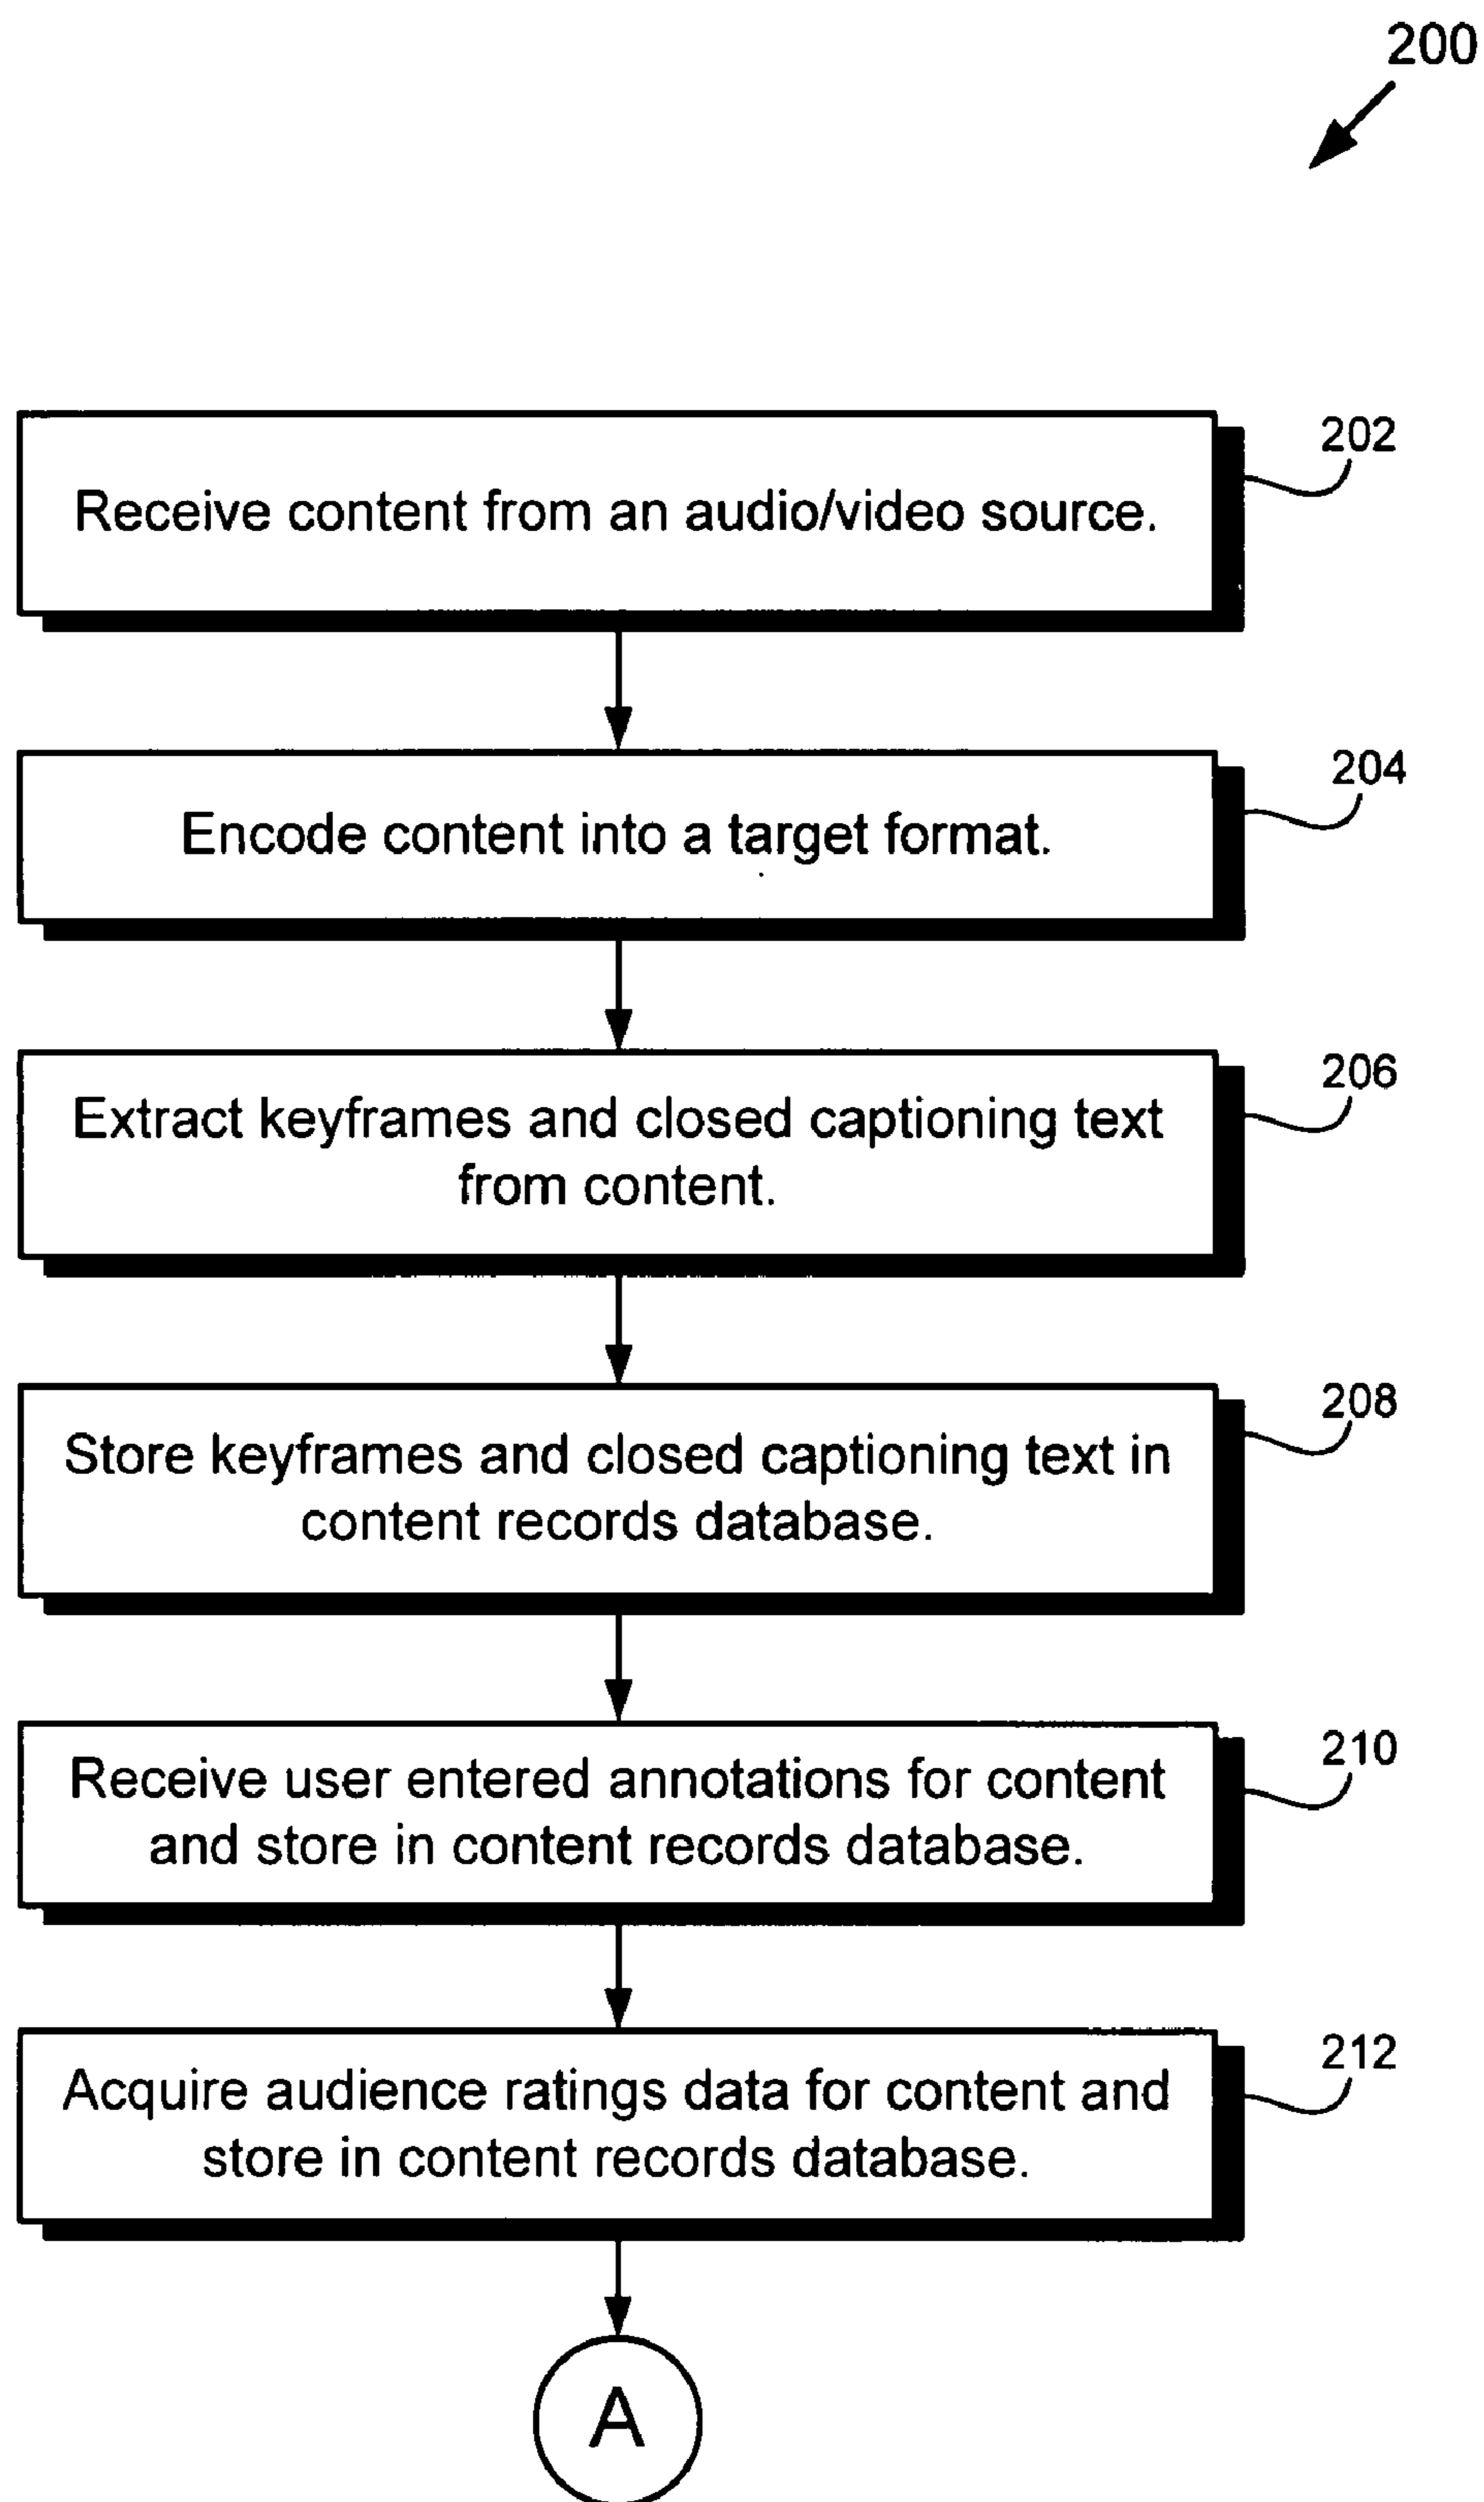 200
Receive content from an audio/video source.
202
Encode content into a target format.
204
Extract keyframes and closed captioning text
from content.
206
Store keyframes and closed captioning text in
content records database.
208
Receive user entered annotations for content
and store in content records database.
210
Acquire audience ratings data for content and
store in content records database.
212
A